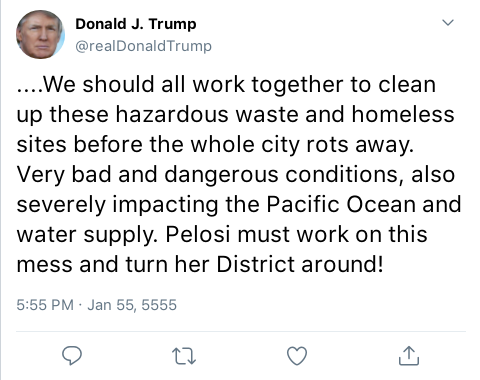 Donald J. Trump
@realDonaldTrump
....We should all work together to clean
up these hazardous waste and homeless
sites before the whole city rots away.
Very bad and dangerous conditions, also
severely impacting the Pacific Ocean and
water supply. Pelosi must work on this
mess and turn her District around!
5:55 PM · Jan 55, 5555